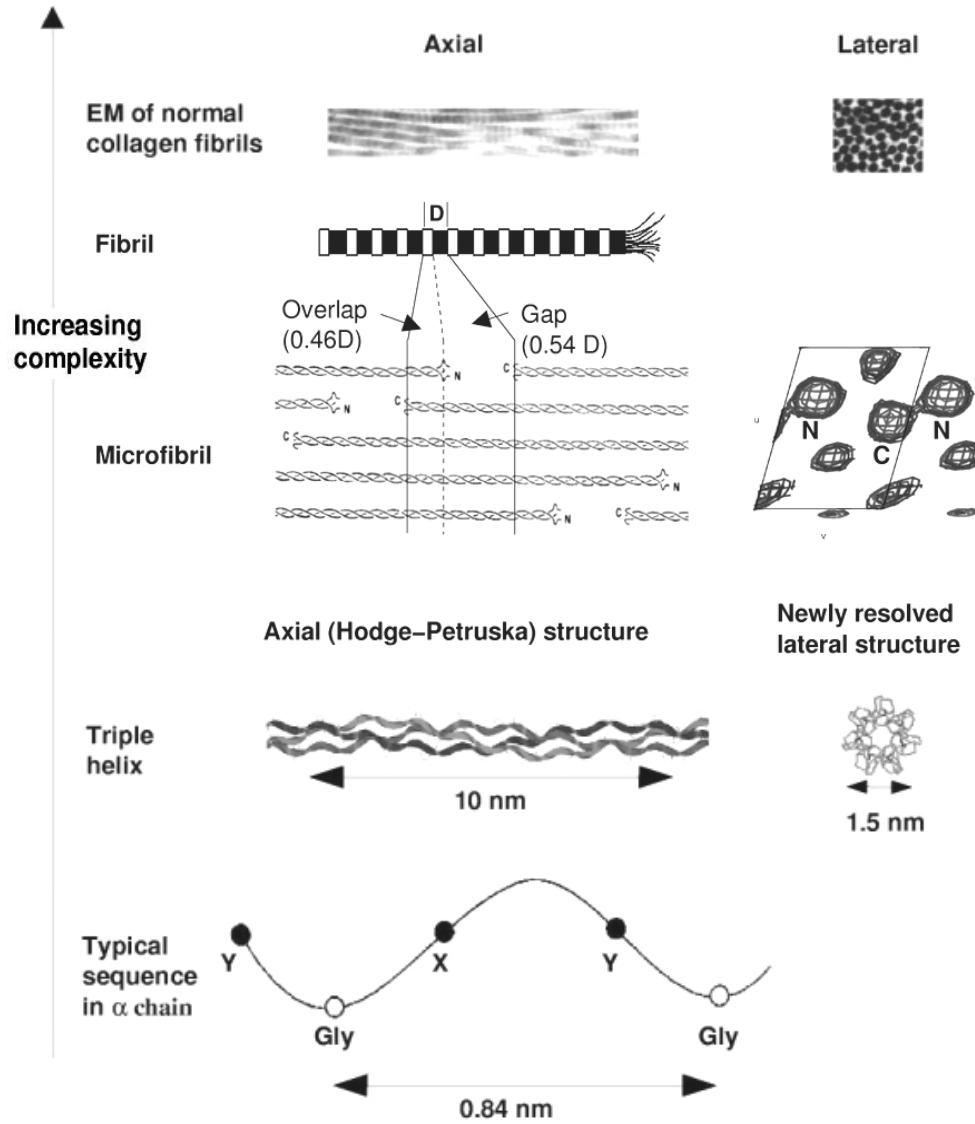 Axial
Lateral
EM of normal
collagen fibrils
D
Fibril
Overlap
(0.46D)
Gap
(0.54 D)
Increasing
complexity
N
C
N
C
C
N
N
C
Microfibril
u
N
N
C
v
Axial (Hodge–Petruska) structure
Newly resolved
lateral structure
Triple
helix
10 nm
1.5 nm
Typical
sequence
in α chain
Y
X
Y
Gly
Gly
0.84 nm